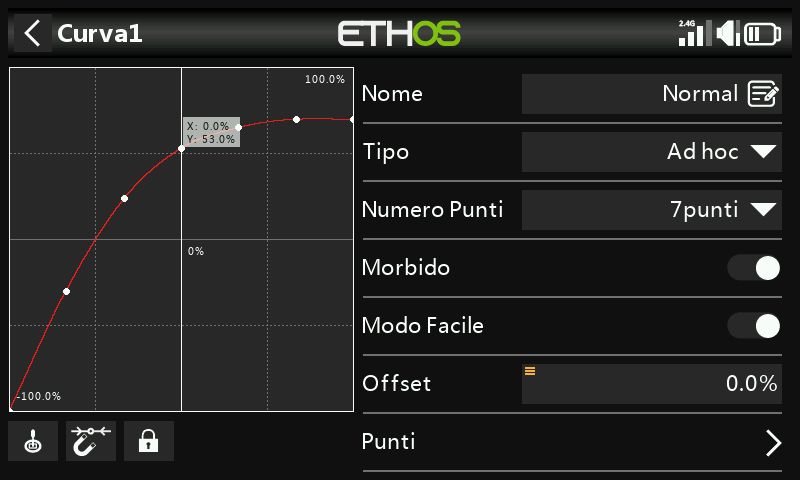 Curva1
ETHOS
2.4G
100.0%
X: 0.0%
Y: 53.0%
0%
-100.0%
Nome
Normal
Tipo
Ad hoc
Numero Punti
7punti
Morbido
Modo Facile
Offset
0.0%
Punti